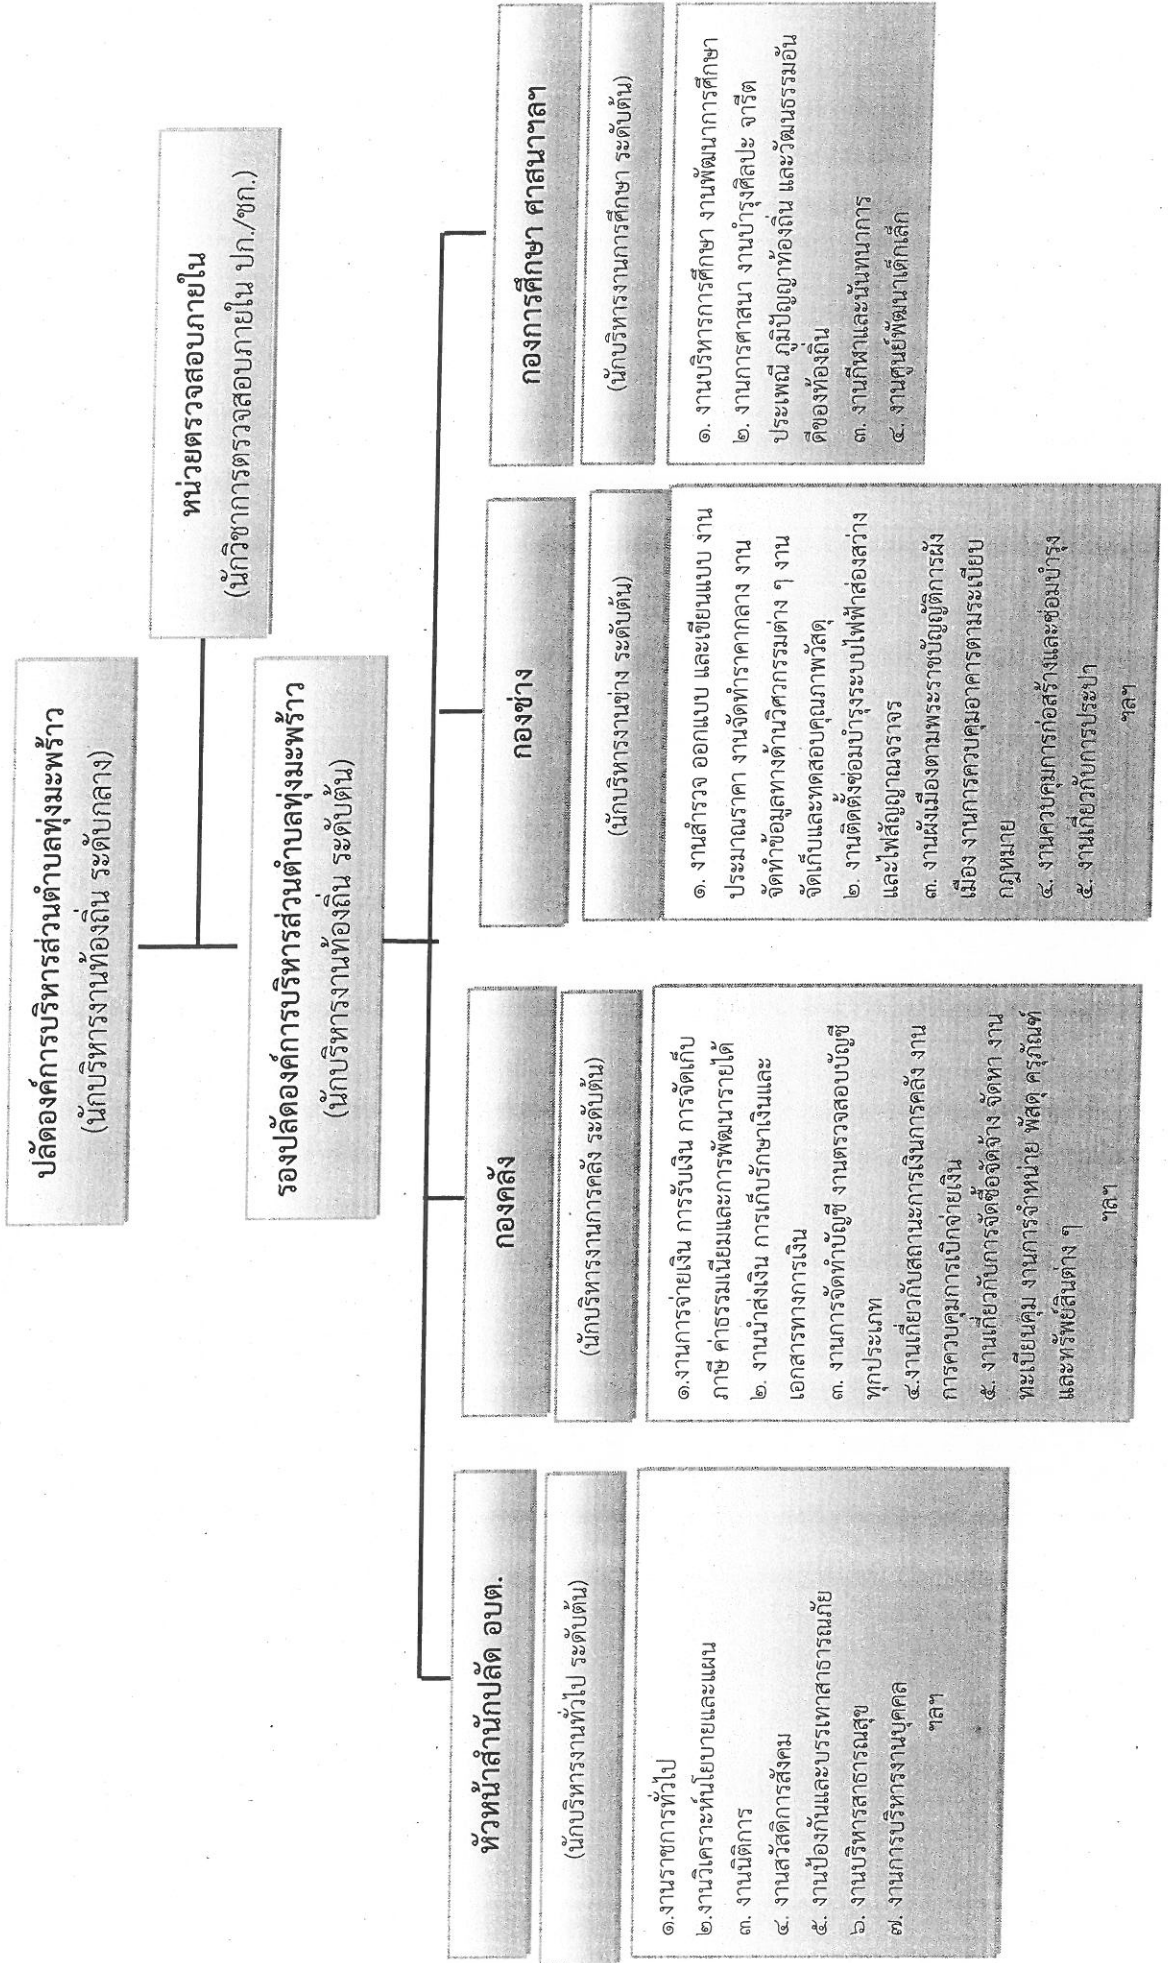 ปลัดองค์การบริหารส่วนตำบลทุ่งมะพร้าว
(นักบริหารงานท้องถิ่น ระดับกลาง)
หน่วยตรวจสอบภายใน
(นักวิชาการตรวจสอบภายใน ปก./ชก.)
รองปลัดองค์การบริหารส่วนตำบลทุ่งมะพร้าว
(นักบริหารงานท้องถิ่น ระดับต้น)
หัวหน้าสำนักปลัด อบต.
(นักบริหารงานทั่วไป ระดับต้น)
๑.งานราชการทั่วไป
๒.งานวิเคราะห์นโยบายและแผน
๓. งานนิติการ
๔. งานสวัสดิการสังคม
๕. งานป้องกันและบรรเทาสาธารณภัย
๖. งานบริหารสาธารณสุข
๗. งานการบริหารงานบุคคล
ฯลฯ
กองคลัง
(นักบริหารงานการคลัง ระดับต้น)
๑.งานการจ่ายเงิน การรับเงิน การจัดเก็บ
ภาษี ค่าธรรมเนียมและการพัฒนารายได้
๒. งานนำส่งเงิน การเก็บรักษาเงินและ
เอกสารทางการเงิน
๓. งานการจัดทำบัญชี งานตรวจสอบบัญชี
ทุกประเภท
๔.งานเกี่ยวกับสถานะการเงินการคลัง งาน
การควบคุมการเบิกจ่ายเงิน
๕. งานเกี่ยวกับการจัดซื้อจัดจ้าง จัดหา งาน
ทะเบียนคุม งานการจำหน่าย พัสดุ ครุภัณฑ์
และทรัพย์สินต่าง ๆ
ฯลฯ
กองช่าง
(นักบริหารงานช่าง ระดับต้น)
๑. งานสำรวจ ออกแบบ และเขียนแบบ งาน
ประมาณราคา งานจัดทำราคากลาง งาน
จัดทำข้อมูลทางด้านวิศวกรรมต่าง ๆ งาน
จัดเก็บและทดสอบคุณภาพวัสดุ
๒. งานติดตั้งซ่อมบำรุงระบบไฟฟ้าส่องสว่าง
และไฟสัญญาณจราจร
๓. งานผังเมืองตามพระราชบัญญัติการผัง
เมือง งานการควบคุมอาคารตามระเบียบ
กฎหมาย
๔. งานควบคุมการก่อสร้างและซ่อมบำรุง
๕. งานเกี่ยวกับการประปา
ฯลฯ
กองการศึกษา ศาสนาฯลฯ
(นักบริหารงานการศึกษา ระดับต้น)
๑. งานบริหารการศึกษา งานพัฒนาการศึกษา
๒. งานการศาสนา งานบำรุงศิลปะ จารีต
ประเพณี ภูมิปัญญาท้องถิ่น และวัฒนธรรมอัน
ดีของท้องถิ่น
๓. งานกีฬาและนันทนาการ
๔. งานศูนย์พัฒนาเด็กเล็ก